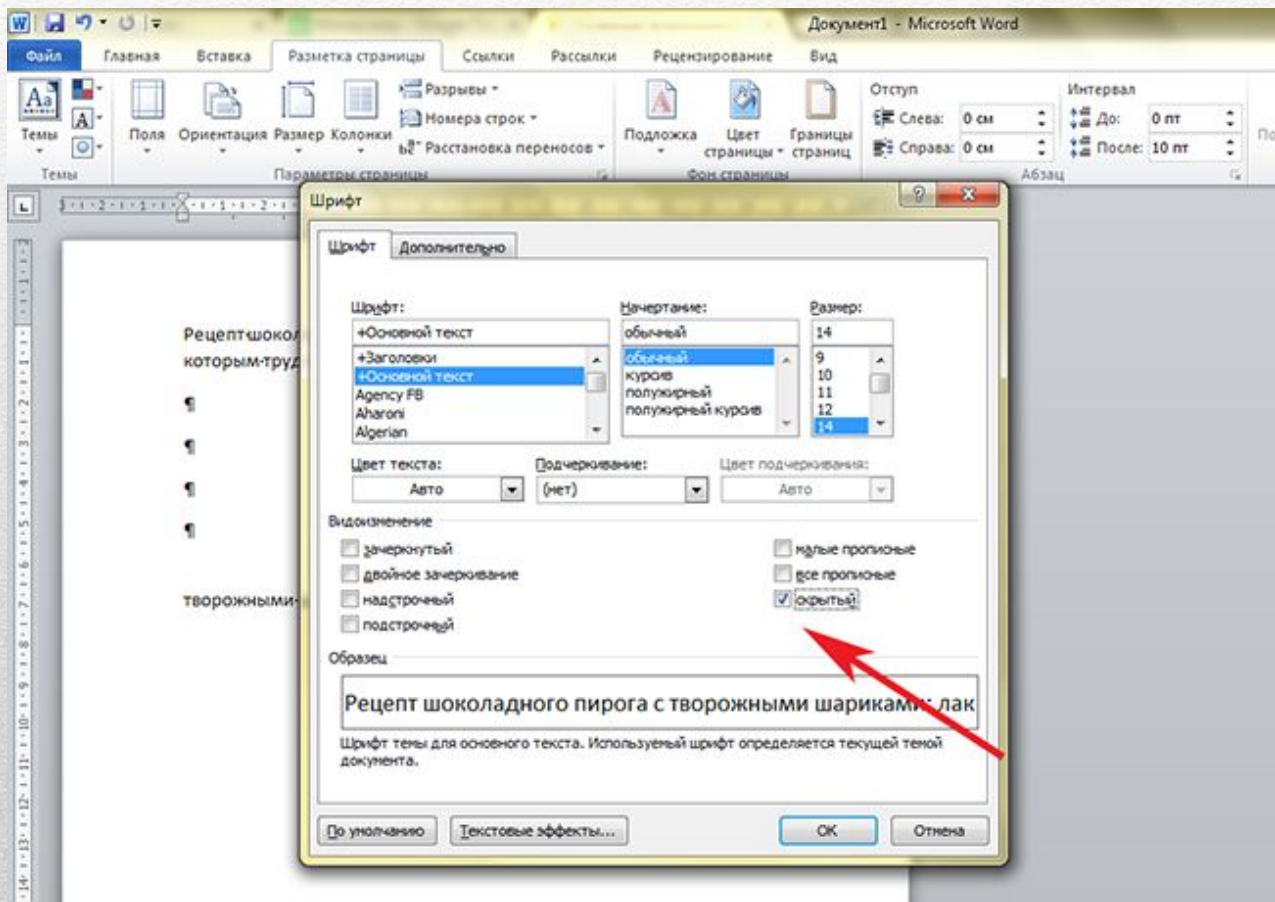 Документ1 - Microsoft Word
Файл Главная Вставка Разметка страницы Ссылки Рассылки Рецензирование Вид
Темы
Поля Ориентация Размер Колонки
Разрывы
Номера строк
Расстановка переносов
Подложка Цвет страницы Границы страниц
Отступ
Слева: 0 см
Справа: 0 см
Интервал
До: 0 пт
После: 10 пт
Темы Параметры страницы Фон страницы Абзац
Рецепт·шокол
которым·труд
¶
¶
¶
¶
творожными·
Шрифт
Шрифт Дополнительно
Шрифт: Начертание: Размер:
+Основной текст обычный 14
+Заголовки обычный 9
+Основной текст курсив 10
Agency FB полужирный 11
Aharoni полужирный курсив 12
Algerian 14
Цвет текста: Подчеркивание: Цвет подчеркивания:
Авто (нет) Авто
Видоизменение
зачеркнутый малые прописные
двойное зачеркивание все прописные
надстрочный скрытый
подстрочный
Образец
Рецепт шоколадного пирога с творожными шариками: лак
Шрифт темы для основного текста. Используемый шрифт определяется текущей темой
документа.
По умолчанию Текстовые эффекты... ОК Отмена